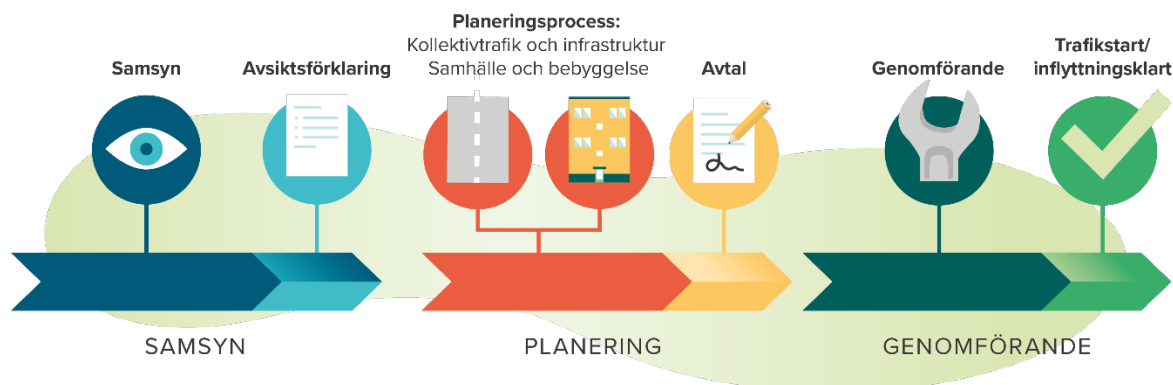 Samsyn
Avsiktsförklaring
Planeringsprocess:
Kollektivtrafik och infrastruktur
Samhälle och bebyggelse
Avtal
Genomförande
Trafikstart/
inflyttningsklart
SAMSYN
PLANERING
GENOMFÖRANDE